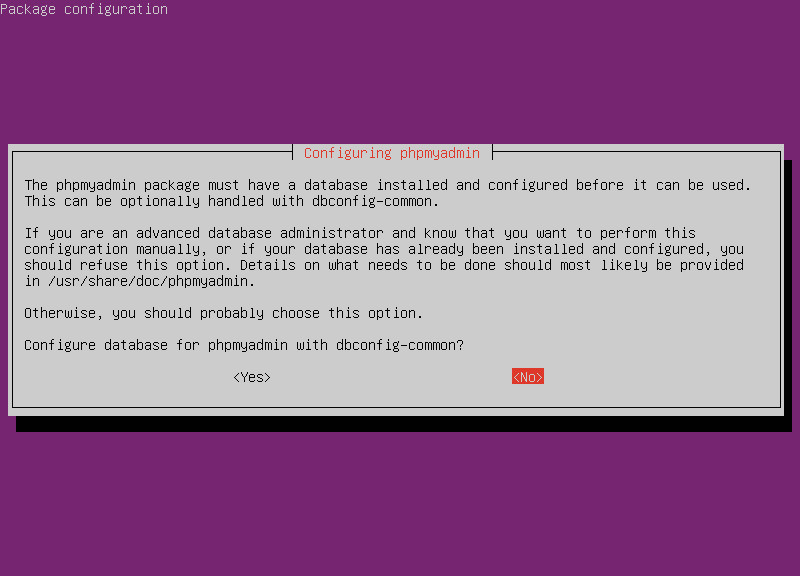 Package configuration
Configuring phpmyadmin
The phpmyadmin package must have a database installed and configured before it can be used.
This can be optionally handled with dbconfig-common.
If you are an advanced database administrator and know that you want to perform this
configuration manually, or if your database has already been installed and configured, you
should refuse this option. Details on what needs to be done should most likely be provided
in /usr/share/doc/phpmyadmin.
Otherwise, you should probably choose this option.
Configure database for phpmyadmin with dbconfig-common?
<Yes> <No>